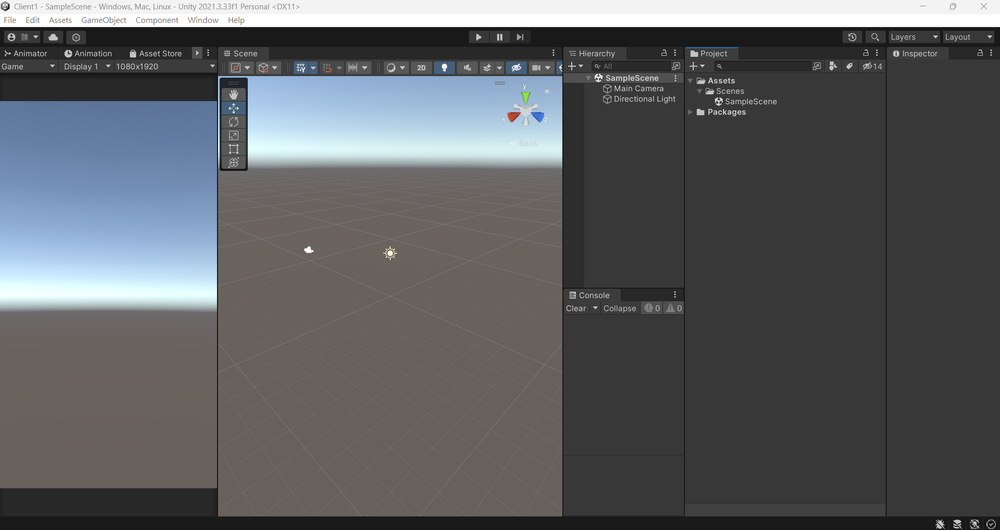 Client1 - SampleScene - Windows, Mac, Linux - Unity 2021.3.33f1 Personal <DX11>
File Edit Assets GameObject Component Window Help
陳 Layers Layout
Animator Animation Asset Store
Game Display 1 1080x1920
Scene
2D
y
x z
< Back
Hierarchy
All
SampleScene
Main Camera
Directional Light
Console
Clear Collapse 0 0
Project
14
Assets
Scenes
SampleScene
Packages
Inspector